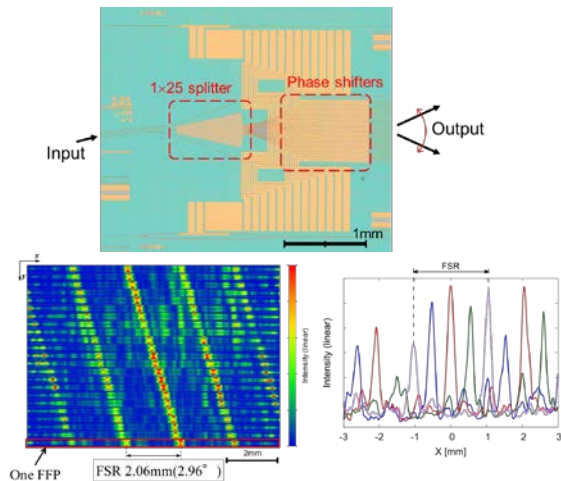 1×25 splitter
Phase shifters
Input
Output
1mm
x
y
Intensity (linear)
One FFP
FSR 2.06mm(2.96°)
2mm
FSR
Intensity (linear)
-3 -2 -1 0 1 2 3
X [mm]